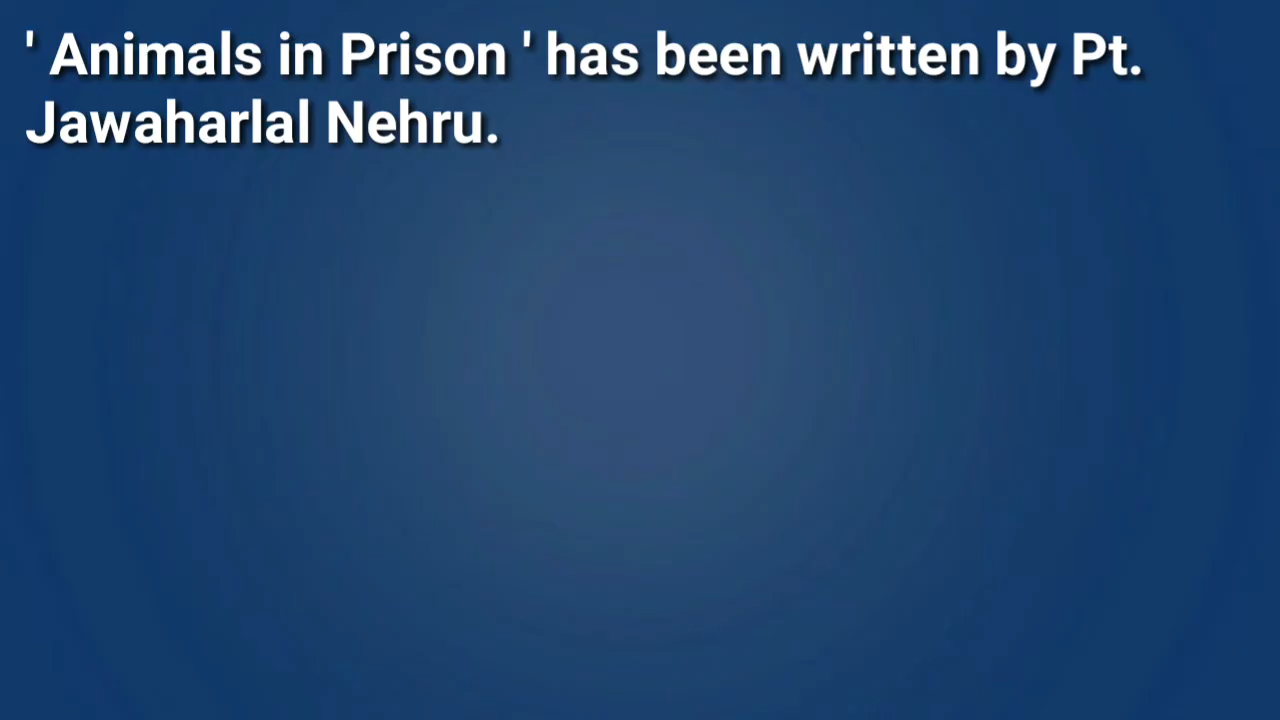 ' Animals in Prison ' has been written by Pt.
Jawaharlal Nehru.